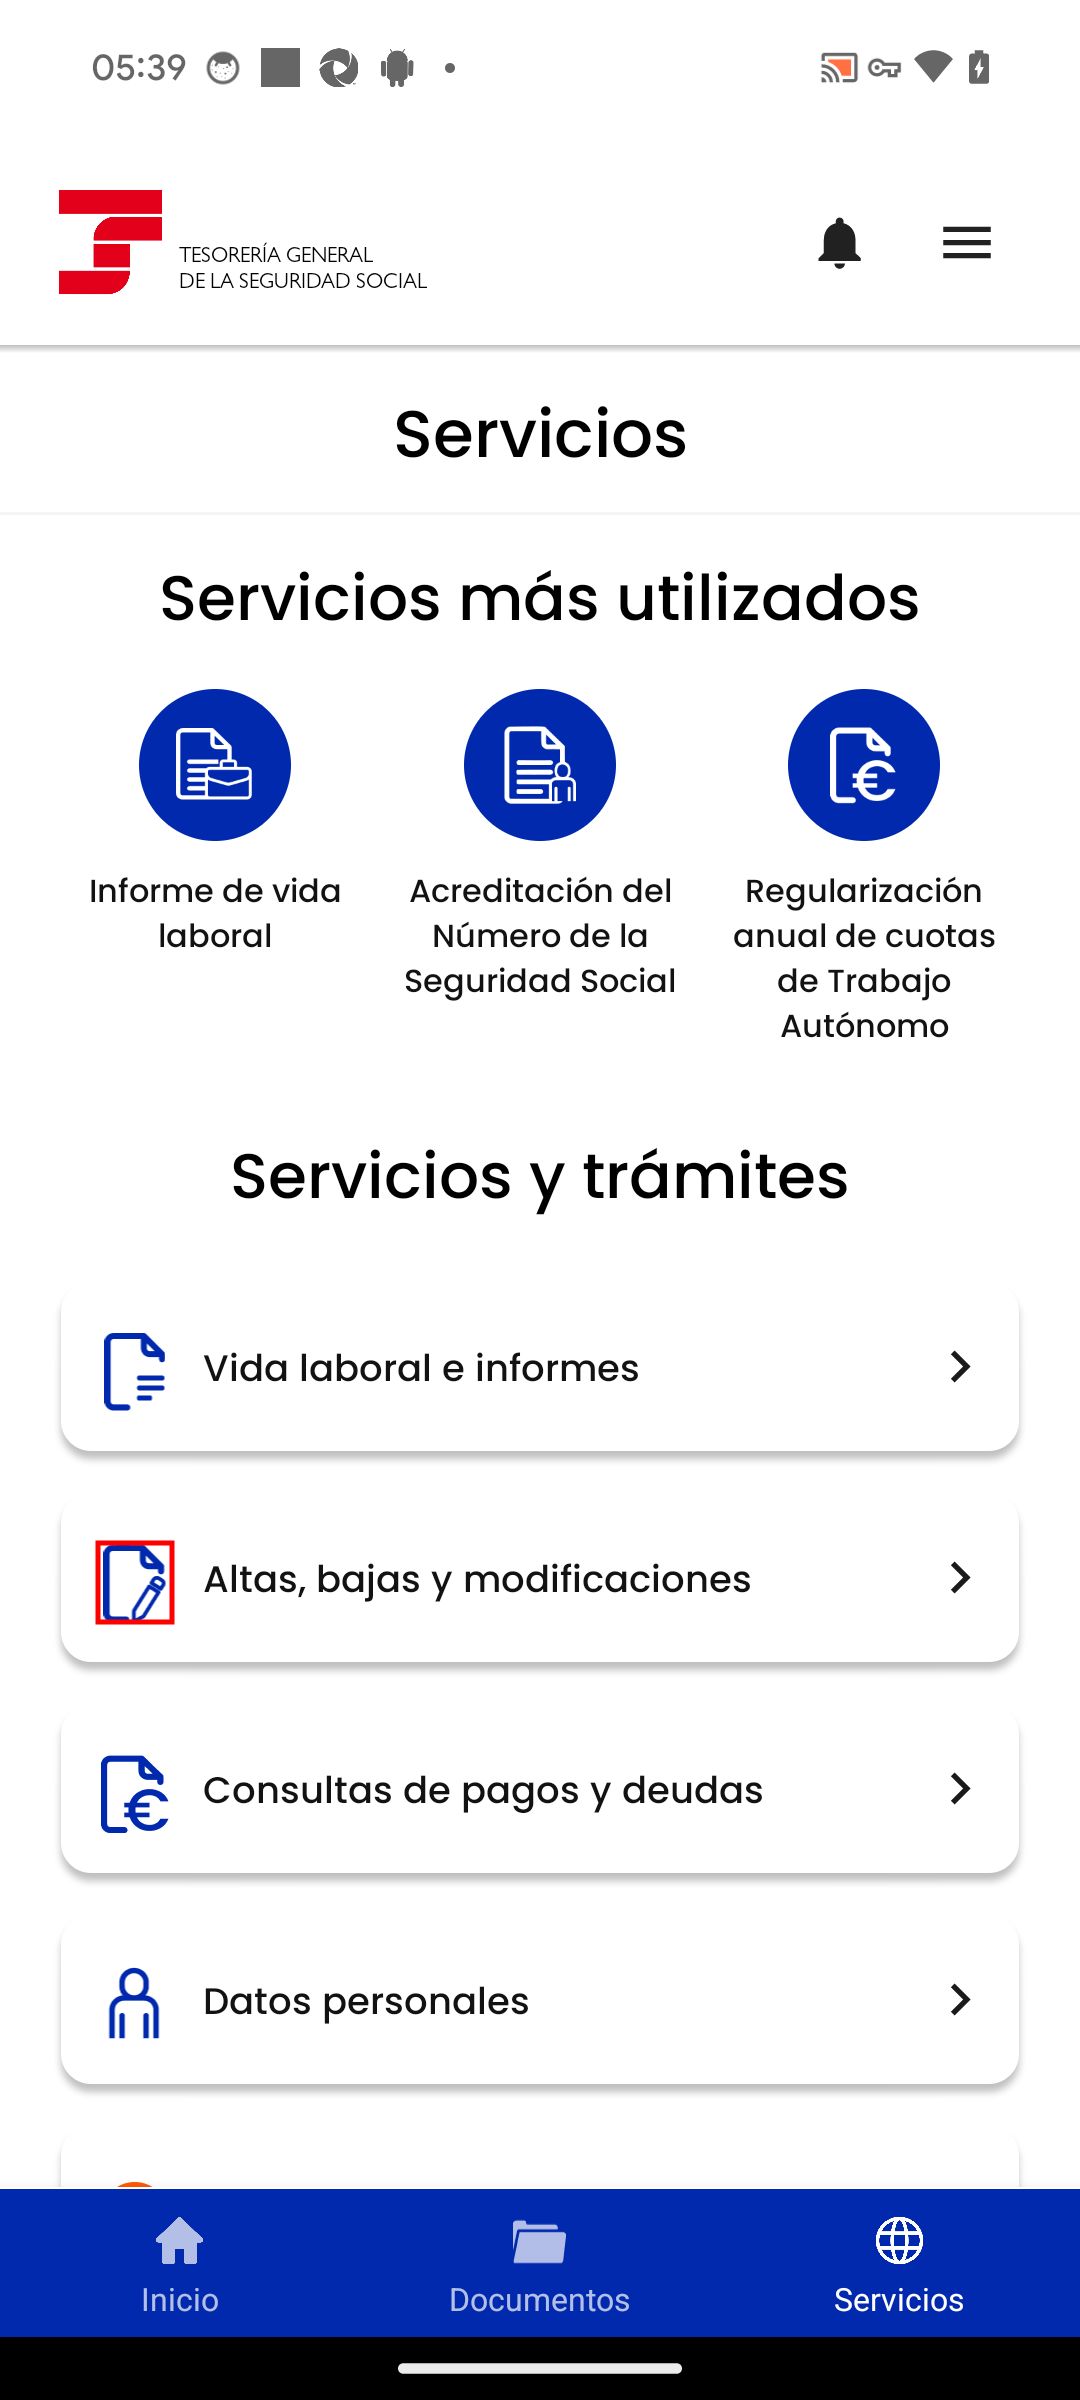 05:39
TESORERÍA GENERAL
DE LA SEGURIDAD SOCIAL
Servicios
Servicios más utilizados
Informe de vida
laboral
Acreditación del
Número de la
Seguridad Social
Regularización
anual de cuotas
de Trabajo
Autónomo
Servicios y trámites
Vida laboral e informes
Altas, bajas y modificaciones
Consultas de pagos y deudas
Datos personales
Inicio
Documentos
Servicios